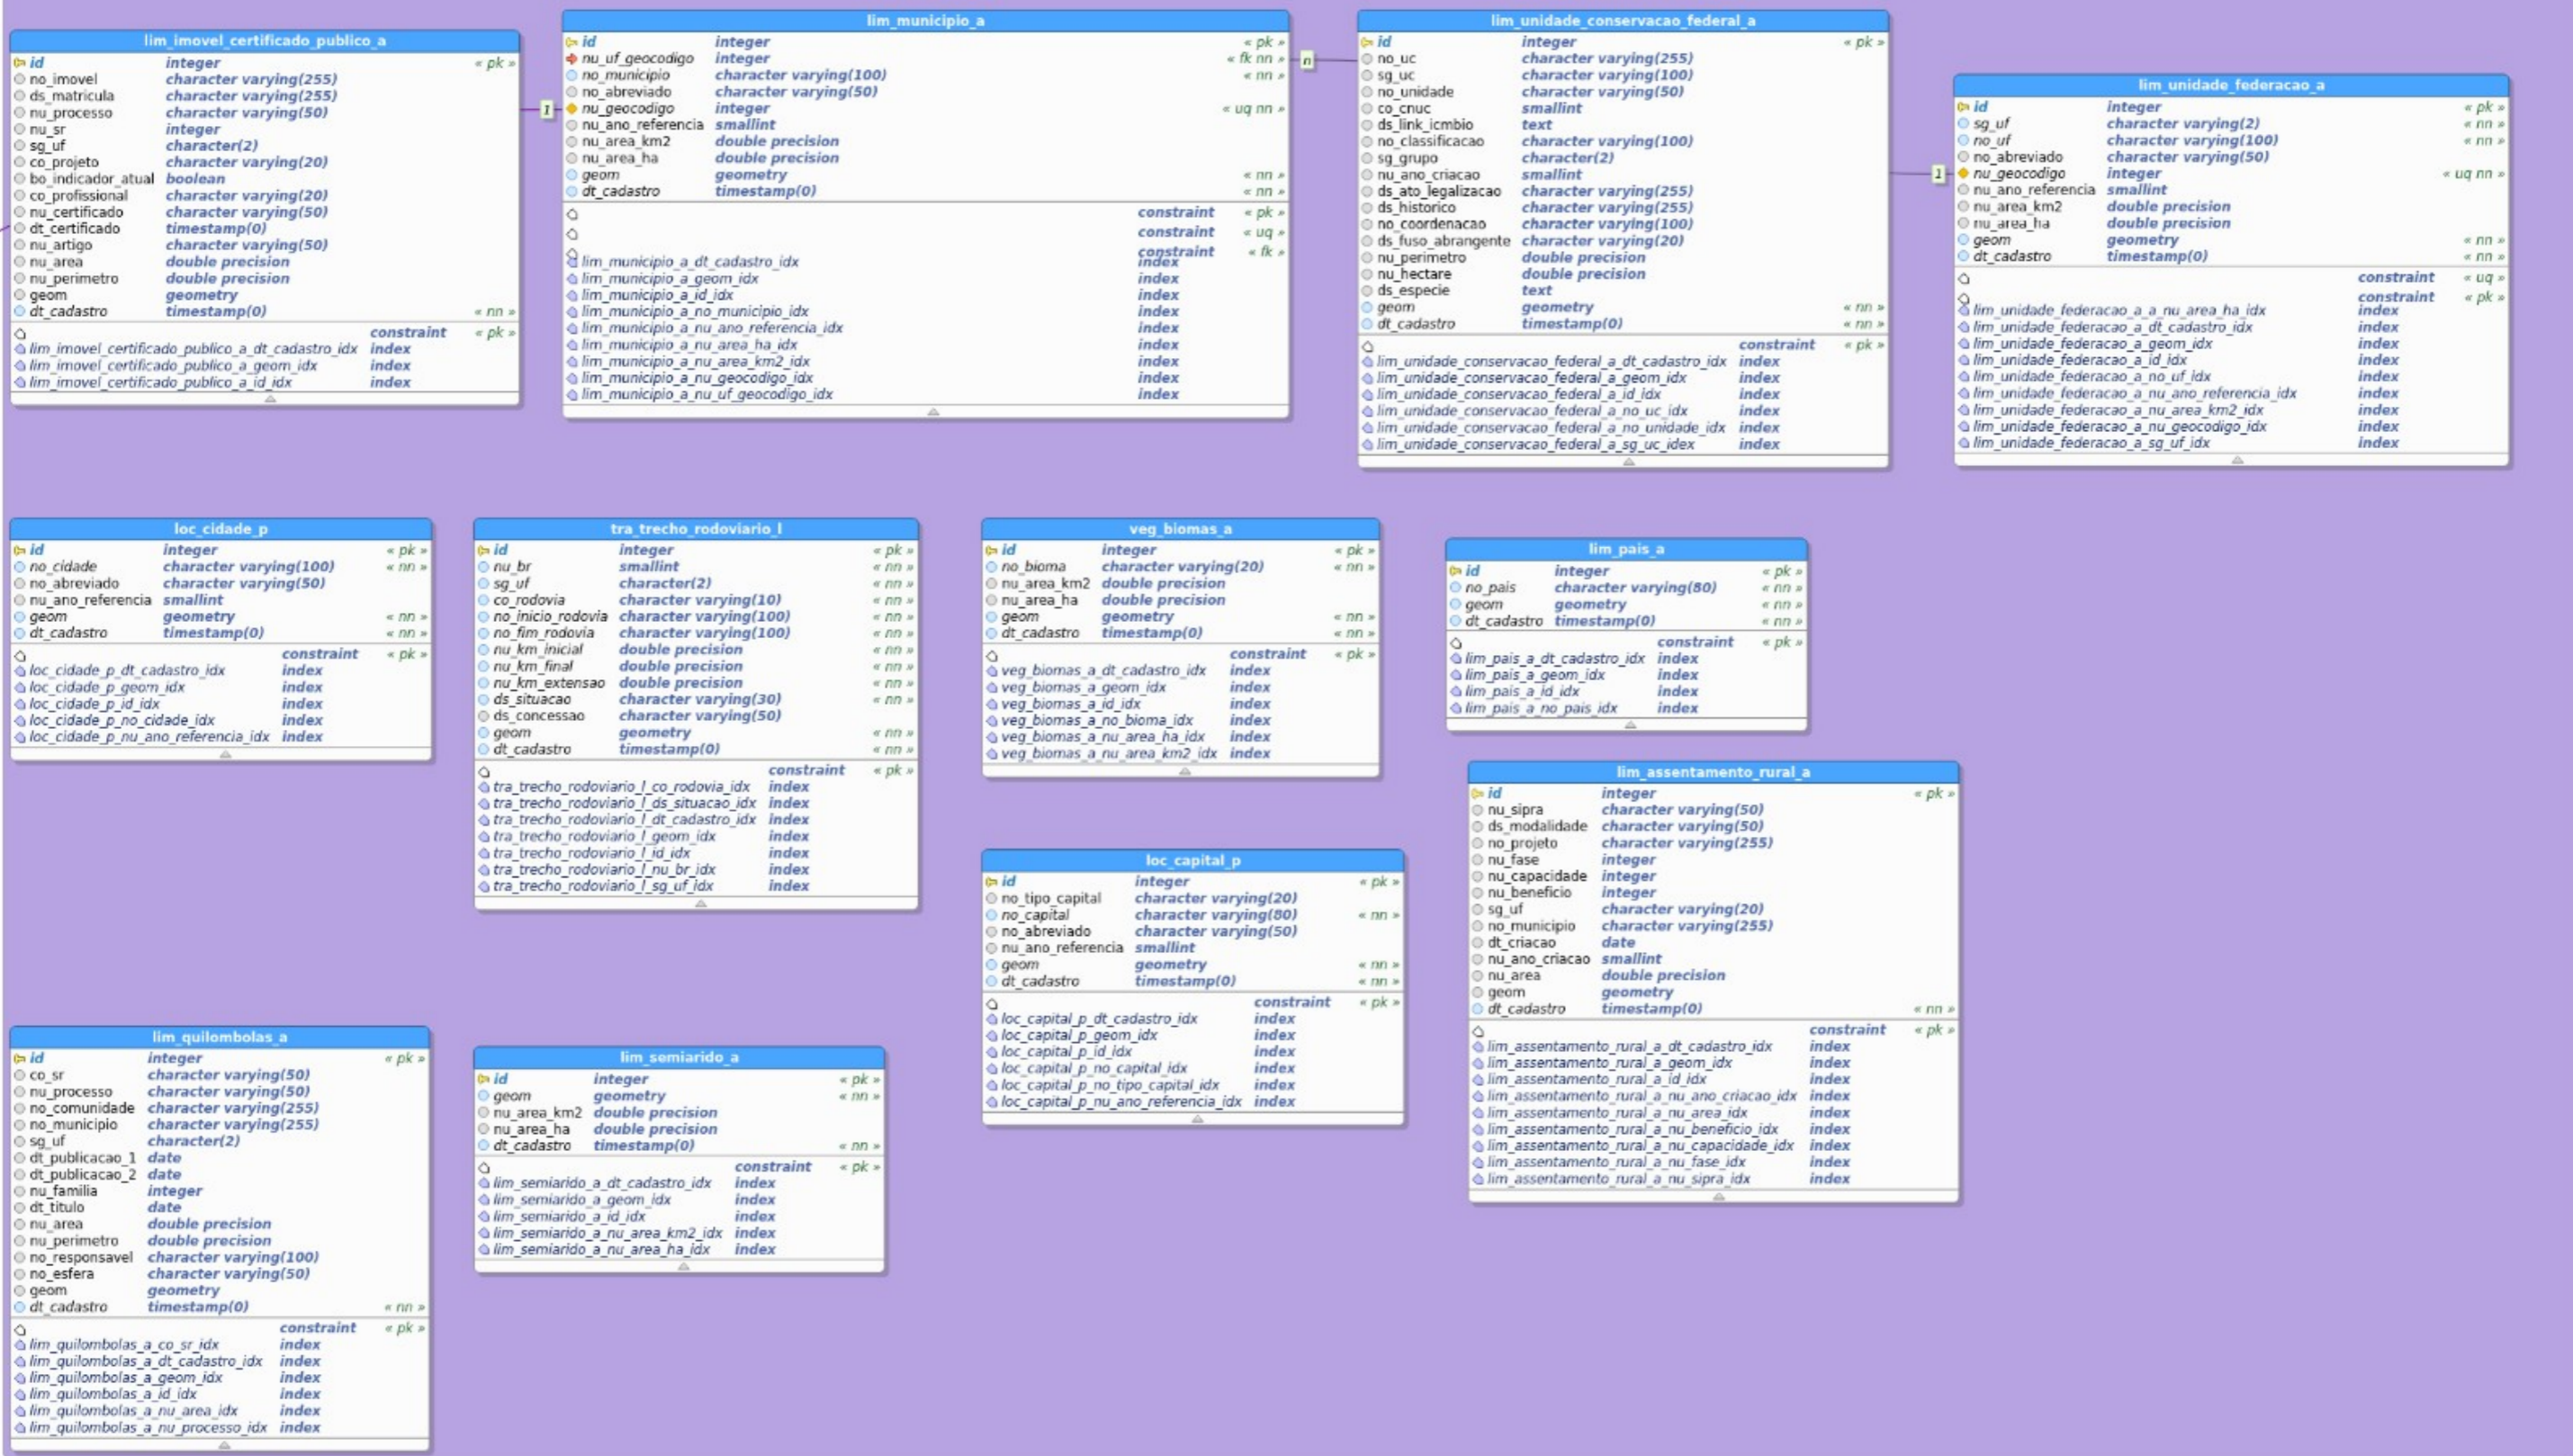 lim_imovel_certificado_publico_a
id integer « pk »
no_imovel character varying(255)
ds_matricula character varying(255)
nu_processo character varying(50)
nu_sr integer
sg_uf character(2)
co_projeto character varying(20)
bo_indicador_atual boolean
co_profissional character varying(20)
nu_certificado character varying(50)
dt_certificado timestamp(0)
nu_artigo character varying(50)
nu_area double precision
nu_perimetro double precision
geom geometry
dt_cadastro timestamp(0) « nn »
constraint « pk »
lim_imovel_certificado_publico_a_dt_cadastro_idx index
lim_imovel_certificado_publico_a_geom_idx index
lim_imovel_certificado_publico_a_id_idx index
1
lim_municipio_a
id integer « pk »
nu_uf_geocodigo integer « fk nn »
no_municipio character varying(100) « nn »
no_abreviado character varying(50)
nu_geocodigo integer « uq nn »
nu_ano_referencia smallint
nu_area_km2 double precision
nu_area_ha double precision
geom geometry « nn »
dt_cadastro timestamp(0) « nn »
constraint « pk »
constraint « uq »
constraint « fk »
lim_municipio_a_dt_cadastro_idx index
lim_municipio_a_geom_idx index
lim_municipio_a_id_idx index
lim_municipio_a_no_municipio_idx index
lim_municipio_a_nu_ano_referencia_idx index
lim_municipio_a_nu_area_ha_idx index
lim_municipio_a_nu_area_km2_idx index
lim_municipio_a_nu_geocodigo_idx index
lim_municipio_a_nu_uf_geocodigo_idx index
n
lim_unidade_conservacao_federal_a
id integer « pk »
no_uc character varying(255)
sg_uc character varying(100)
no_unidade character varying(50)
co_cnuc smallint
ds_link_icmbio text
no_classificacao character varying(100)
sg_grupo character(2)
nu_ano_criacao smallint
ds_ato_legalizacao character varying(255)
ds_historico character varying(255)
no_coordenacao character varying(100)
ds_fuso_abrangente character varying(20)
nu_perimetro double precision
nu_hectare double precision
ds_especie text
geom geometry « nn »
dt_cadastro timestamp(0) « nn »
constraint « pk »
lim_unidade_conservacao_federal_a_dt_cadastro_idx index
lim_unidade_conservacao_federal_a_geom_idx index
lim_unidade_conservacao_federal_a_id_idx index
lim_unidade_conservacao_federal_a_no_uc_idx index
lim_unidade_conservacao_federal_a_no_unidade_idx index
lim_unidade_conservacao_federal_a_sg_uc_idex index
1
lim_unidade_federacao_a
id integer « pk »
sg_uf character varying(2) « nn »
no_uf character varying(100) « nn »
no_abreviado character varying(50)
nu_geocodigo integer « uq nn »
nu_ano_referencia smallint
nu_area_km2 double precision
nu_area_ha double precision
geom geometry « nn »
dt_cadastro timestamp(0) « nn »
constraint « uq »
constraint « pk »
lim_unidade_federacao_a_a_nu_area_ha_idx index
lim_unidade_federacao_a_dt_cadastro_idx index
lim_unidade_federacao_a_geom_idx index
lim_unidade_federacao_a_id_idx index
lim_unidade_federacao_a_no_uf_idx index
lim_unidade_federacao_a_nu_ano_referencia_idx index
lim_unidade_federacao_a_nu_area_km2_idx index
lim_unidade_federacao_a_nu_geocodigo_idx index
lim_unidade_federacao_a_sg_uf_idx index
loc_cidade_p
id integer « pk »
no_cidade character varying(100) « nn »
no_abreviado character varying(50)
nu_ano_referencia smallint
geom geometry « nn »
dt_cadastro timestamp(0) « nn »
constraint « pk »
loc_cidade_p_dt_cadastro_idx index
loc_cidade_p_geom_idx index
loc_cidade_p_id_idx index
loc_cidade_p_no_cidade_idx index
loc_cidade_p_nu_ano_referencia_idx index
tra_trecho_rodoviario_l
id integer « pk »
nu_br smallint « nn »
sg_uf character(2) « nn »
co_rodovia character varying(10) « nn »
no_inicio_rodovia character varying(100) « nn »
no_fim_rodovia character varying(100) « nn »
nu_km_inicial double precision « nn »
nu_km_final double precision « nn »
nu_km_extensao double precision « nn »
ds_situacao character varying(30) « nn »
ds_concessao character varying(50)
geom geometry « nn »
dt_cadastro timestamp(0) « nn »
constraint « pk »
tra_trecho_rodoviario_l_co_rodovia_idx index
tra_trecho_rodoviario_l_ds_situacao_idx index
tra_trecho_rodoviario_l_dt_cadastro_idx index
tra_trecho_rodoviario_l_geom_idx index
tra_trecho_rodoviario_l_id_idx index
tra_trecho_rodoviario_l_nu_br_idx index
tra_trecho_rodoviario_l_sg_uf_idx index
veg_biomas_a
id integer « pk »
no_bioma character varying(20) « nn »
nu_area_km2 double precision
nu_area_ha double precision
geom geometry « nn »
dt_cadastro timestamp(0) « nn »
constraint « pk »
veg_biomas_a_dt_cadastro_idx index
veg_biomas_a_geom_idx index
veg_biomas_a_id_idx index
veg_biomas_a_no_bioma_idx index
veg_biomas_a_nu_area_ha_idx index
veg_biomas_a_nu_area_km2_idx index
lim_pais_a
id integer « pk »
no_pais character varying(80) « nn »
geom geometry « nn »
dt_cadastro timestamp(0) « nn »
constraint « pk »
lim_pais_a_dt_cadastro_idx index
lim_pais_a_geom_idx index
lim_pais_a_id_idx index
lim_pais_a_no_pais_idx index
lim_assentamento_rural_a
id integer « pk »
nu_sipra character varying(50)
ds_modalidade character varying(50)
no_projeto character varying(255)
nu_fase integer
nu_capacidade integer
nu_beneficio integer
sg_uf character varying(20)
no_municipio character varying(255)
dt_criacao date
nu_ano_criacao smallint
nu_area double precision
geom geometry
dt_cadastro timestamp(0) « nn »
constraint « pk »
lim_assentamento_rural_a_dt_cadastro_idx index
lim_assentamento_rural_a_geom_idx index
lim_assentamento_rural_a_id_idx index
lim_assentamento_rural_a_nu_ano_criacao_idx index
lim_assentamento_rural_a_nu_area_idx index
lim_assentamento_rural_a_nu_beneficio_idx index
lim_assentamento_rural_a_nu_capacidade_idx index
lim_assentamento_rural_a_nu_fase_idx index
lim_assentamento_rural_a_nu_sipra_idx index
loc_capital_p
id integer « pk »
no_tipo_capital character varying(20)
no_capital character varying(80) « nn »
no_abreviado character varying(50)
nu_ano_referencia smallint
geom geometry « nn »
dt_cadastro timestamp(0) « nn »
constraint « pk »
loc_capital_p_dt_cadastro_idx index
loc_capital_p_geom_idx index
loc_capital_p_id_idx index
loc_capital_p_no_capital_idx index
loc_capital_p_no_tipo_capital_idx index
loc_capital_p_nu_ano_referencia_idx index
lim_quilombolas_a
id integer « pk »
co_sr character varying(50)
nu_processo character varying(50)
no_comunidade character varying(255)
no_municipio character varying(255)
sg_uf character(2)
dt_publicacao_1 date
dt_publicacao_2 date
nu_familia integer
dt_titulo date
nu_area double precision
nu_perimetro double precision
no_responsavel character varying(100)
no_esfera character varying(50)
geom geometry
dt_cadastro timestamp(0) « nn »
constraint « pk »
lim_quilombolas_a_co_sr_idx index
lim_quilombolas_a_dt_cadastro_idx index
lim_quilombolas_a_geom_idx index
lim_quilombolas_a_id_idx index
lim_quilombolas_a_nu_area_idx index
lim_quilombolas_a_nu_processo_idx index
lim_semiarido_a
id integer « pk »
geom geometry « nn »
nu_area_km2 double precision
nu_area_ha double precision
dt_cadastro timestamp(0) « nn »
constraint « pk »
lim_semiarido_a_dt_cadastro_idx index
lim_semiarido_a_geom_idx index
lim_semiarido_a_id_idx index
lim_semiarido_a_nu_area_km2_idx index
lim_semiarido_a_nu_area_ha_idx index